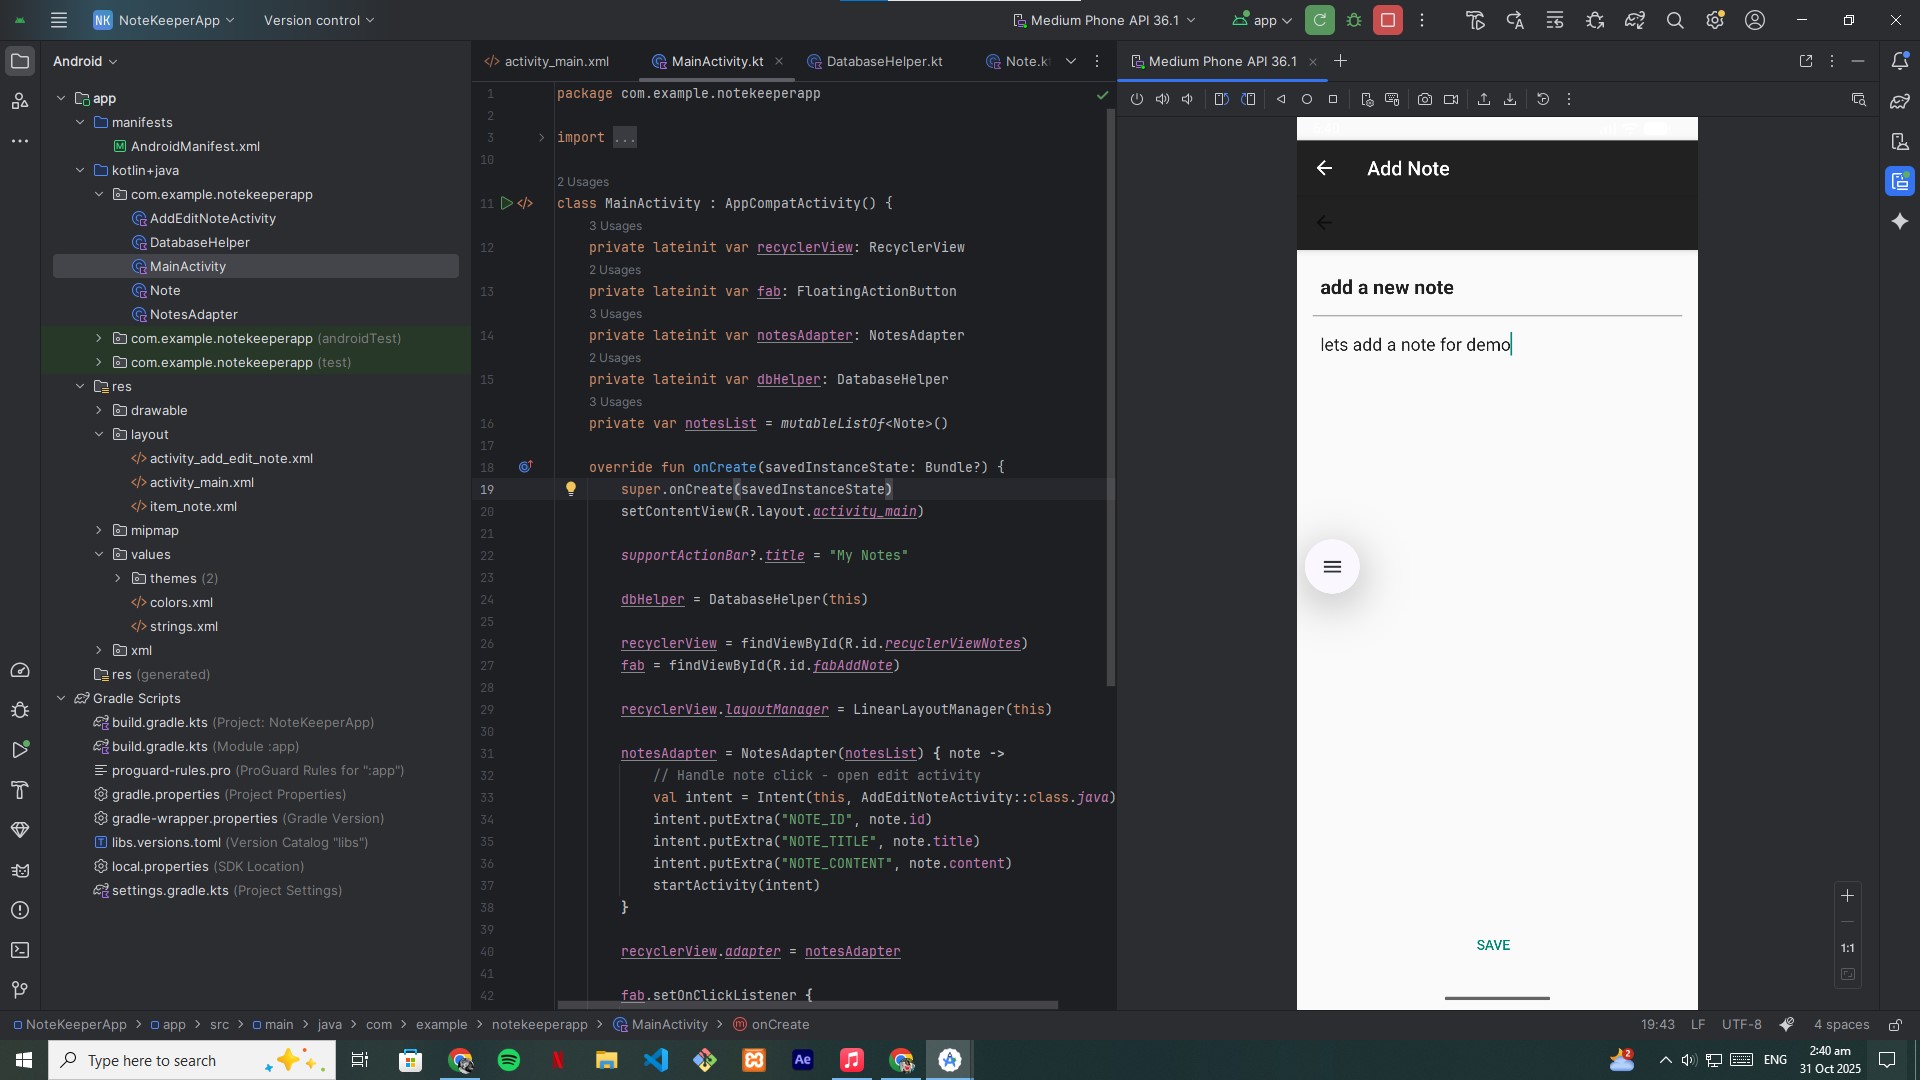 NK NoteKeeperApp Version control Medium Phone API 36.1 app
Android
activity_main.xml MainActivity.kt DatabaseHelper.kt Note.k
Medium Phone API 36.1
app
manifests
AndroidManifest.xml
kotlin+java
com.example.notekeeperapp
AddEditNoteActivity
DatabaseHelper
MainActivity
Note
NotesAdapter
com.example.notekeeperapp (androidTest)
com.example.notekeeperapp (test)
res
drawable
layout
activity_add_edit_note.xml
activity_main.xml
item_note.xml
mipmap
values
themes (2)
colors.xml
strings.xml
xml
res (generated)
Gradle Scripts
build.gradle.kts (Project: NoteKeeperApp)
build.gradle.kts (Module :app)
proguard-rules.pro (ProGuard Rules for ":app")
gradle.properties (Project Properties)
gradle-wrapper.properties (Gradle Version)
libs.versions.toml (Version Catalog "libs")
local.properties (SDK Location)
settings.gradle.kts (Project Settings)
1 package com.example.notekeeperapp
2
3 import ...
10
2 Usages
11 class MainActivity : AppCompatActivity() {
3 Usages
12 private lateinit var recyclerView: RecyclerView
2 Usages
13 private lateinit var fab: FloatingActionButton
3 Usages
14 private lateinit var notesAdapter: NotesAdapter
2 Usages
15 private lateinit var dbHelper: DatabaseHelper
3 Usages
16 private var notesList = mutableListOf<Note>()
17
18 override fun onCreate(savedInstanceState: Bundle?) {
19 super.onCreate(savedInstanceState)
20 setContentView(R.layout.activity_main)
21
22 supportActionBar?.title = "My Notes"
23
24 dbHelper = DatabaseHelper(this)
25
26 recyclerView = findViewById(R.id.recyclerViewNotes)
27 fab = findViewById(R.id.fabAddNote)
28
29 recyclerView.layoutManager = LinearLayoutManager(this)
30
31 notesAdapter = NotesAdapter(notesList) { note ->
32 // Handle note click - open edit activity
33 val intent = Intent(this, AddEditNoteActivity::class.java)
34 intent.putExtra("NOTE_ID", note.id)
35 intent.putExtra("NOTE_TITLE", note.title)
36 intent.putExtra("NOTE_CONTENT", note.content)
37 startActivity(intent)
38 }
39
40 recyclerView.adapter = notesAdapter
41
42 fab.setOnClickListener {
Add Note
add a new note
lets add a note for demo
SAVE
1:1
NoteKeeperApp > app > src > main > java > com > example > notekeeperapp > MainActivity > onCreate
19:43 LF UTF-8 4 spaces
Type here to search
Ae
2
ENG
2:40 am
31 Oct 2025